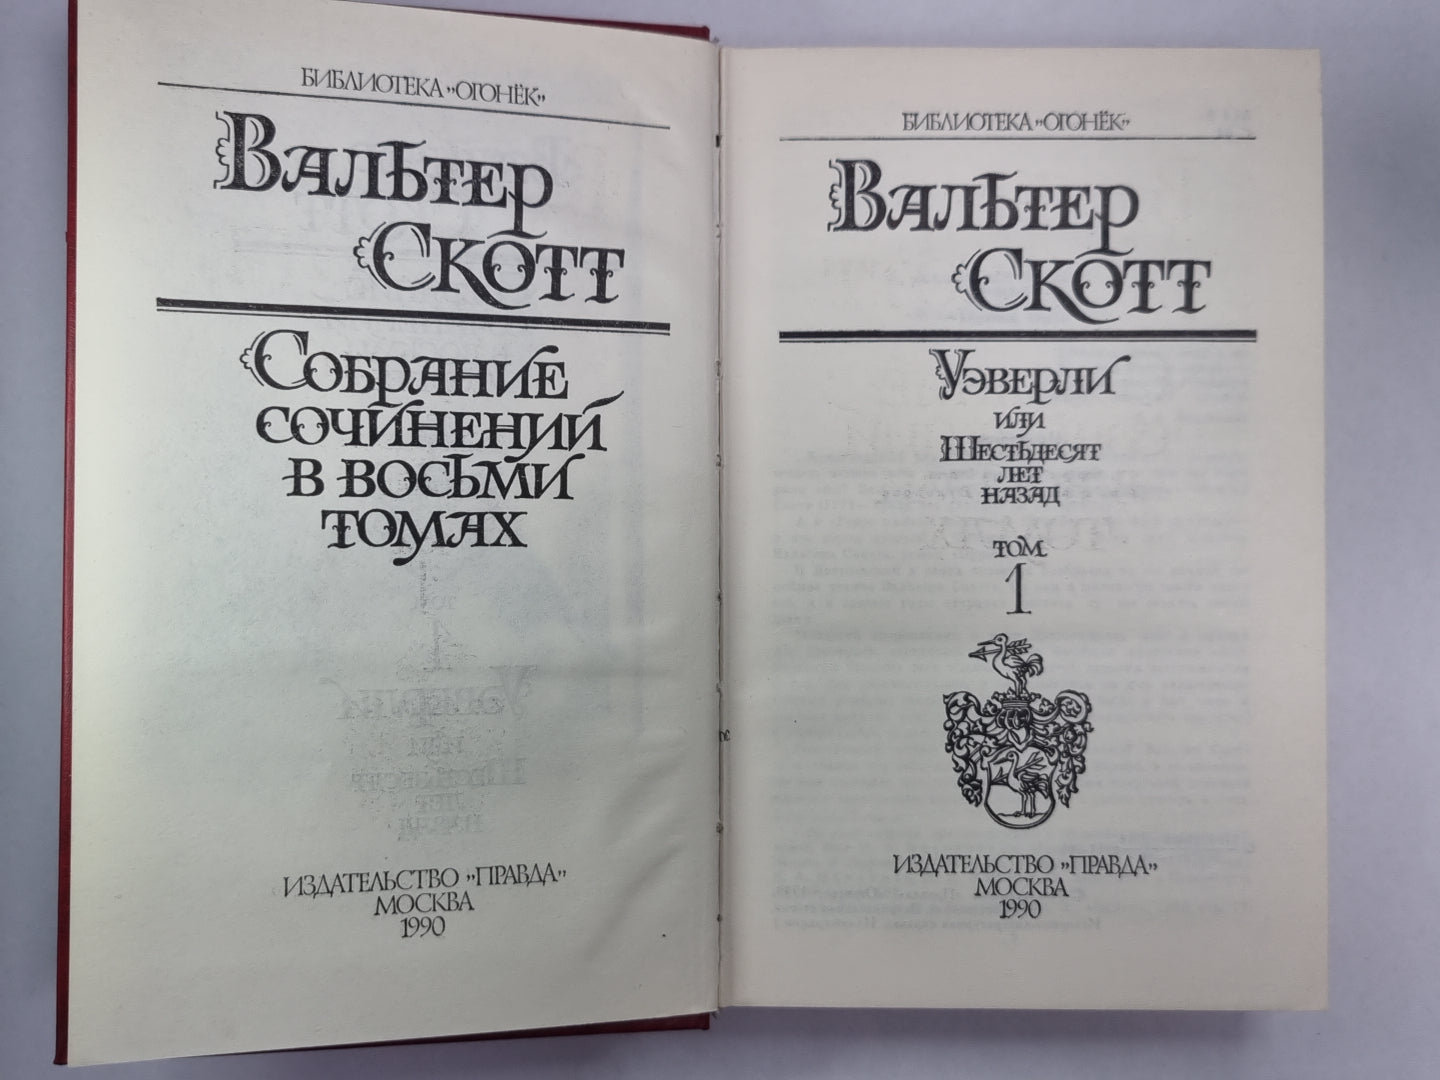 БИБЛИОТЕКА „ОГОНЁК"
ВАЛЬТЕР
СКОТТ
СОБРАНИЕ
СОЧИНЕНИЙ
В ВОСЬМИ
ТОМАХ
ИЗДАТЕЛЬСТВО „ПРАВДА"
МОСКВА
1990
БИБЛИОТЕКА „ОГОНЁК"
ВАЛЬТЕР
СКОТТ
УЭВЕРЛИ
ИЛИ
ШЕСТЬДЕСЯТ
ЛЕТ
НАЗАД
ТОМ
1
ИЗДАТЕЛЬСТВО „ПРАВДА"
МОСКВА
1990